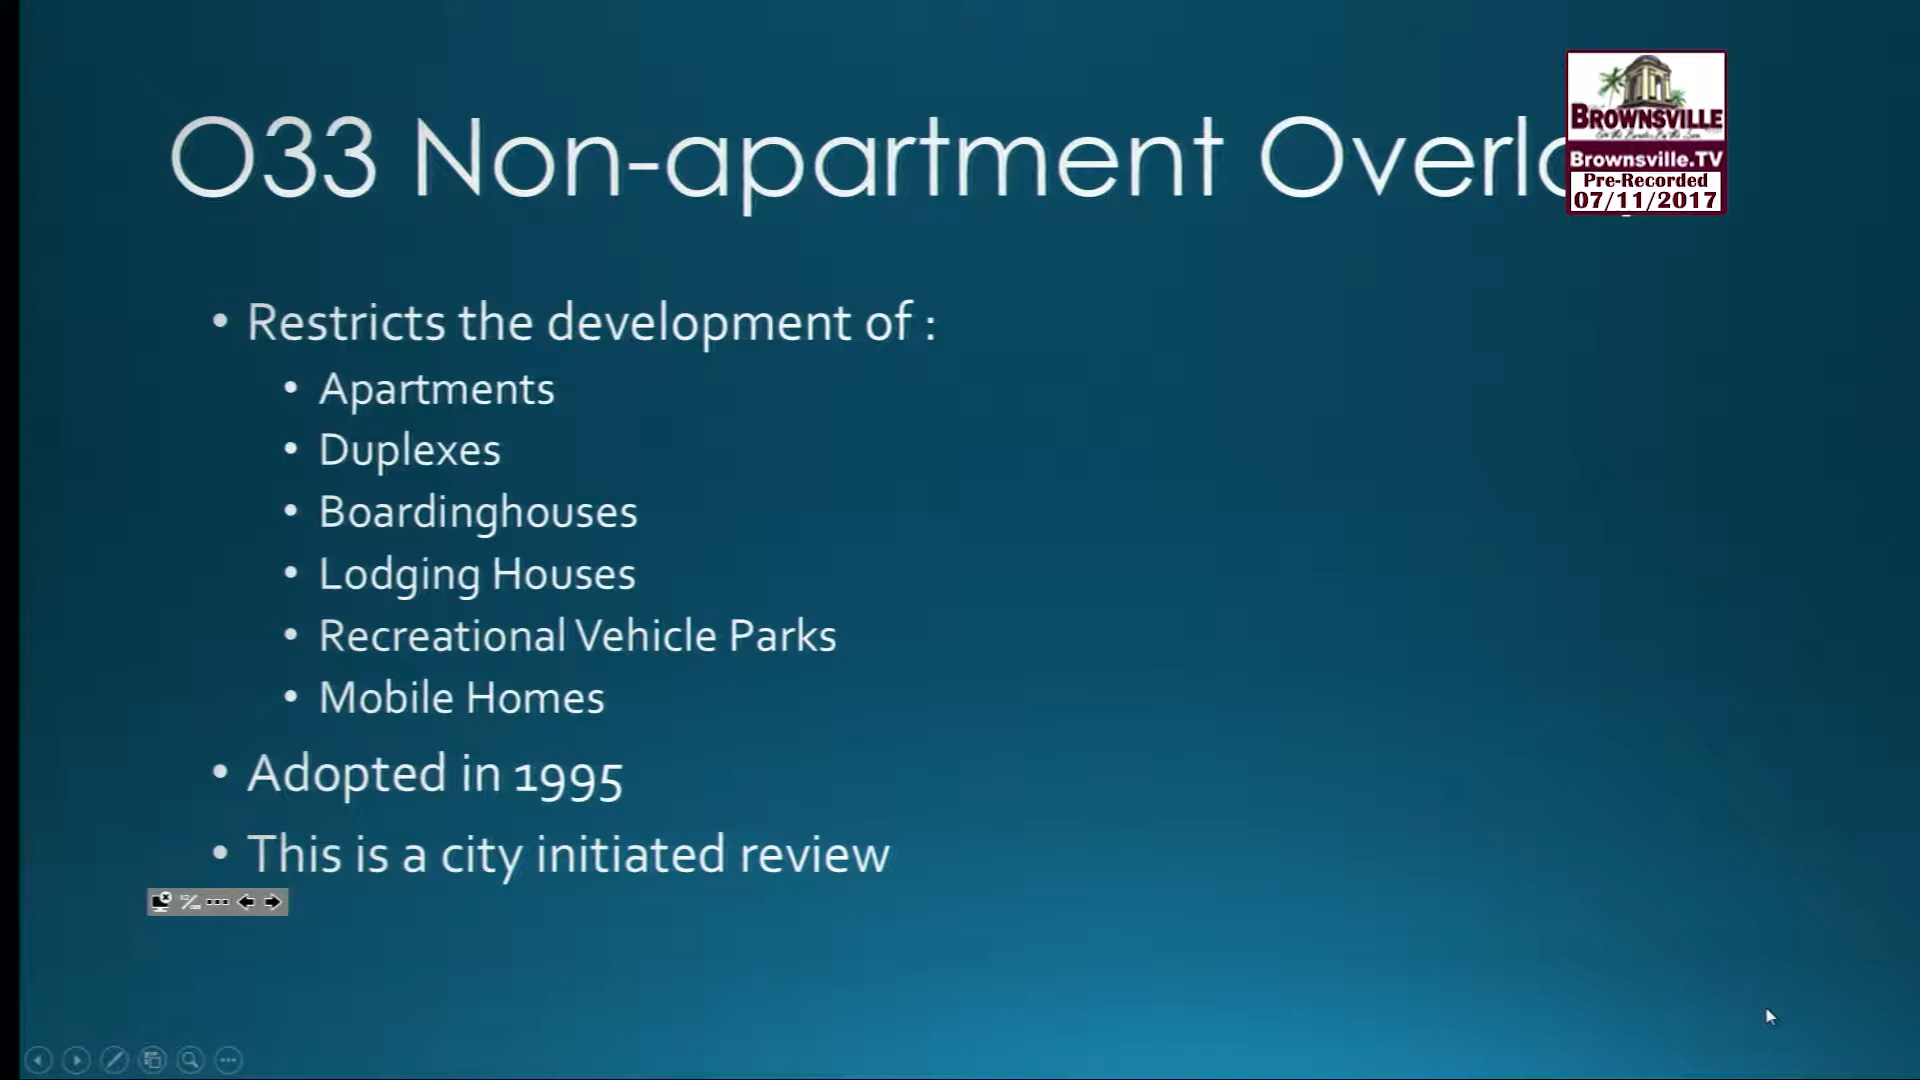 O33 Non-apartment
BROWNSVILLE
Brownsville.TV
Pre-Recorded
07/11/2017
• Restricts the development of :
• Apartments
• Duplexes
• Boardinghouses
• Lodging Houses
• Recreational Vehicle Parks
• Mobile Homes
• Adopted in 1995
• This is a city initiated review